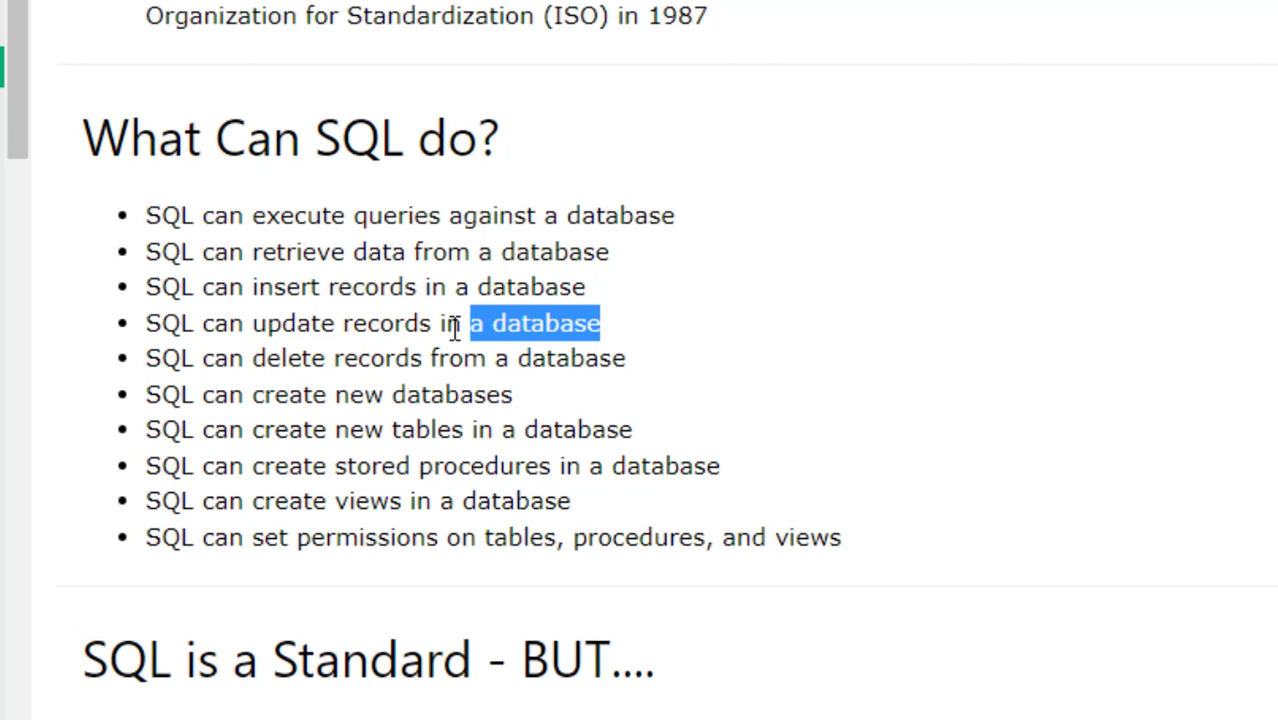 Organization for Standardization (ISO) in 1987
What Can SQL do?
• SQL can execute queries against a database
• SQL can retrieve data from a database
• SQL can insert records in a database
• SQL can update records in a database
• SQL can delete records from a database
• SQL can create new databases
• SQL can create new tables in a database
• SQL can create stored procedures in a database
• SQL can create views in a database
• SQL can set permissions on tables, procedures, and views
SQL is a Standard - BUT....